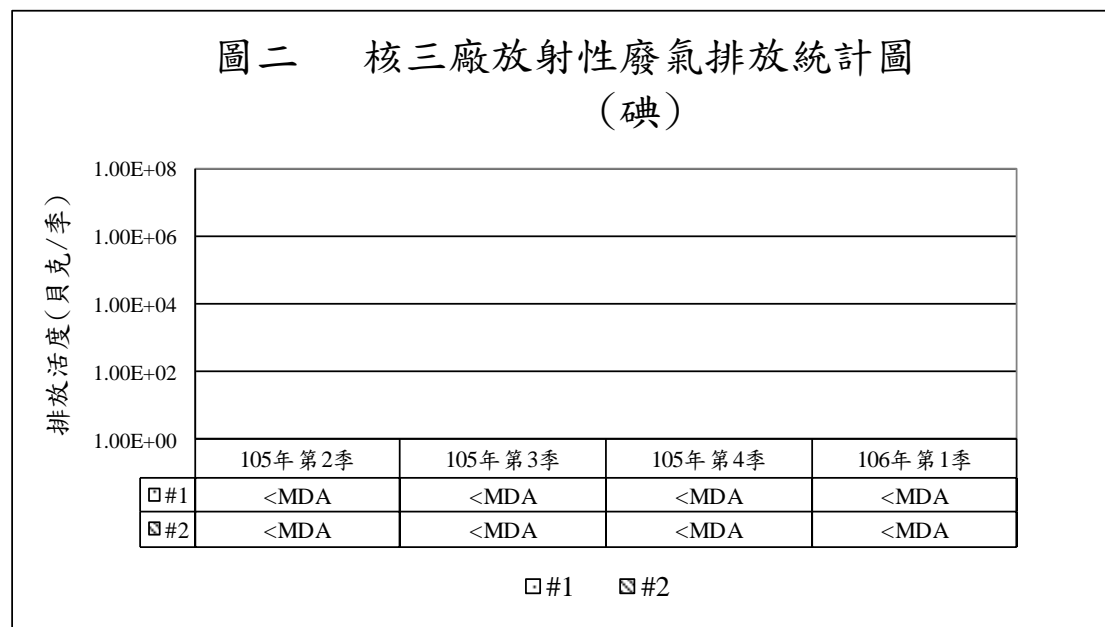 圖二 核三廠放射性廢氣排放統計圖
(碘)
排放活度(貝克/季)
1.00E+08
1.00E+06
1.00E+04
1.00E+02
1.00E+00
105年第2季 105年第3季 105年第4季 106年第1季
#1 <MDA <MDA <MDA <MDA
#2 <MDA <MDA <MDA <MDA
#1 #2